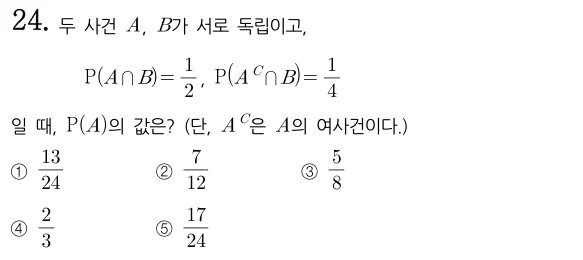 24. 두 사건 A, B가 서로 독립이고,
P(A∩B)=1/2, P(A^C∩B)=1/4
일 때, P(A)의 값은? (단, A^C은 A의 여사건이다.)
① 13/24 ② 7/12 ③ 5/8
④ 2/3 ⑤ 17/24